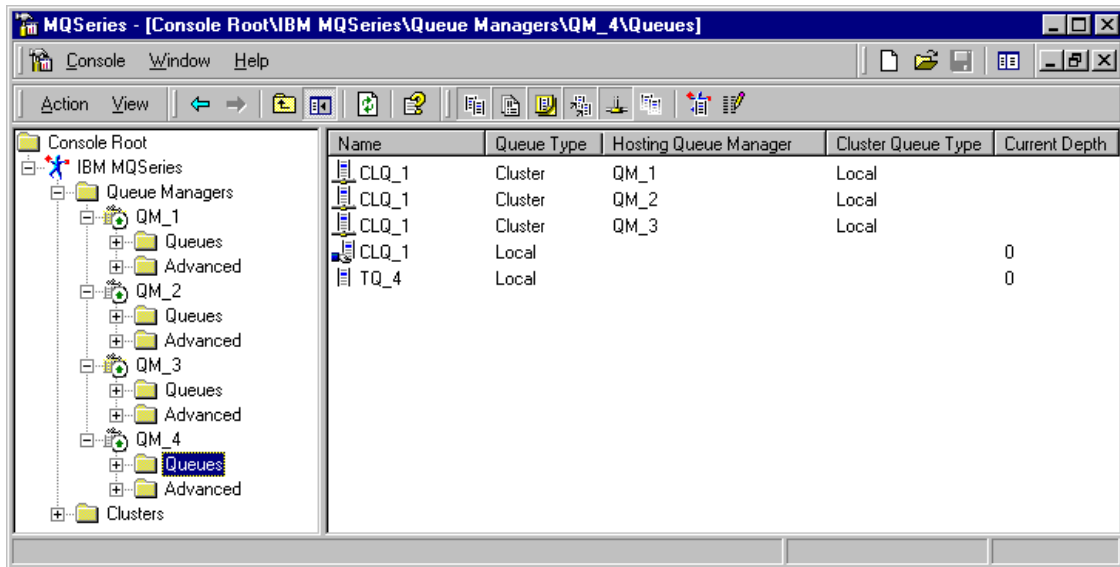 MQSeries - [Console Root\IBM MQSeries\Queue Managers\QM_4\Queues]
Console Window Help
Action View
Console Root
IBM MQSeries
Queue Managers
QM_1
Queues
Advanced
QM_2
Queues
Advanced
QM_3
Queues
Advanced
QM_4
Queues
Advanced
Clusters
Name Queue Type Hosting Queue Manager Cluster Queue Type Current Depth
CLQ_1 Cluster QM_1 Local
CLQ_1 Cluster QM_2 Local
CLQ_1 Cluster QM_3 Local
CLQ_1 Local 0
TQ_4 Local 0